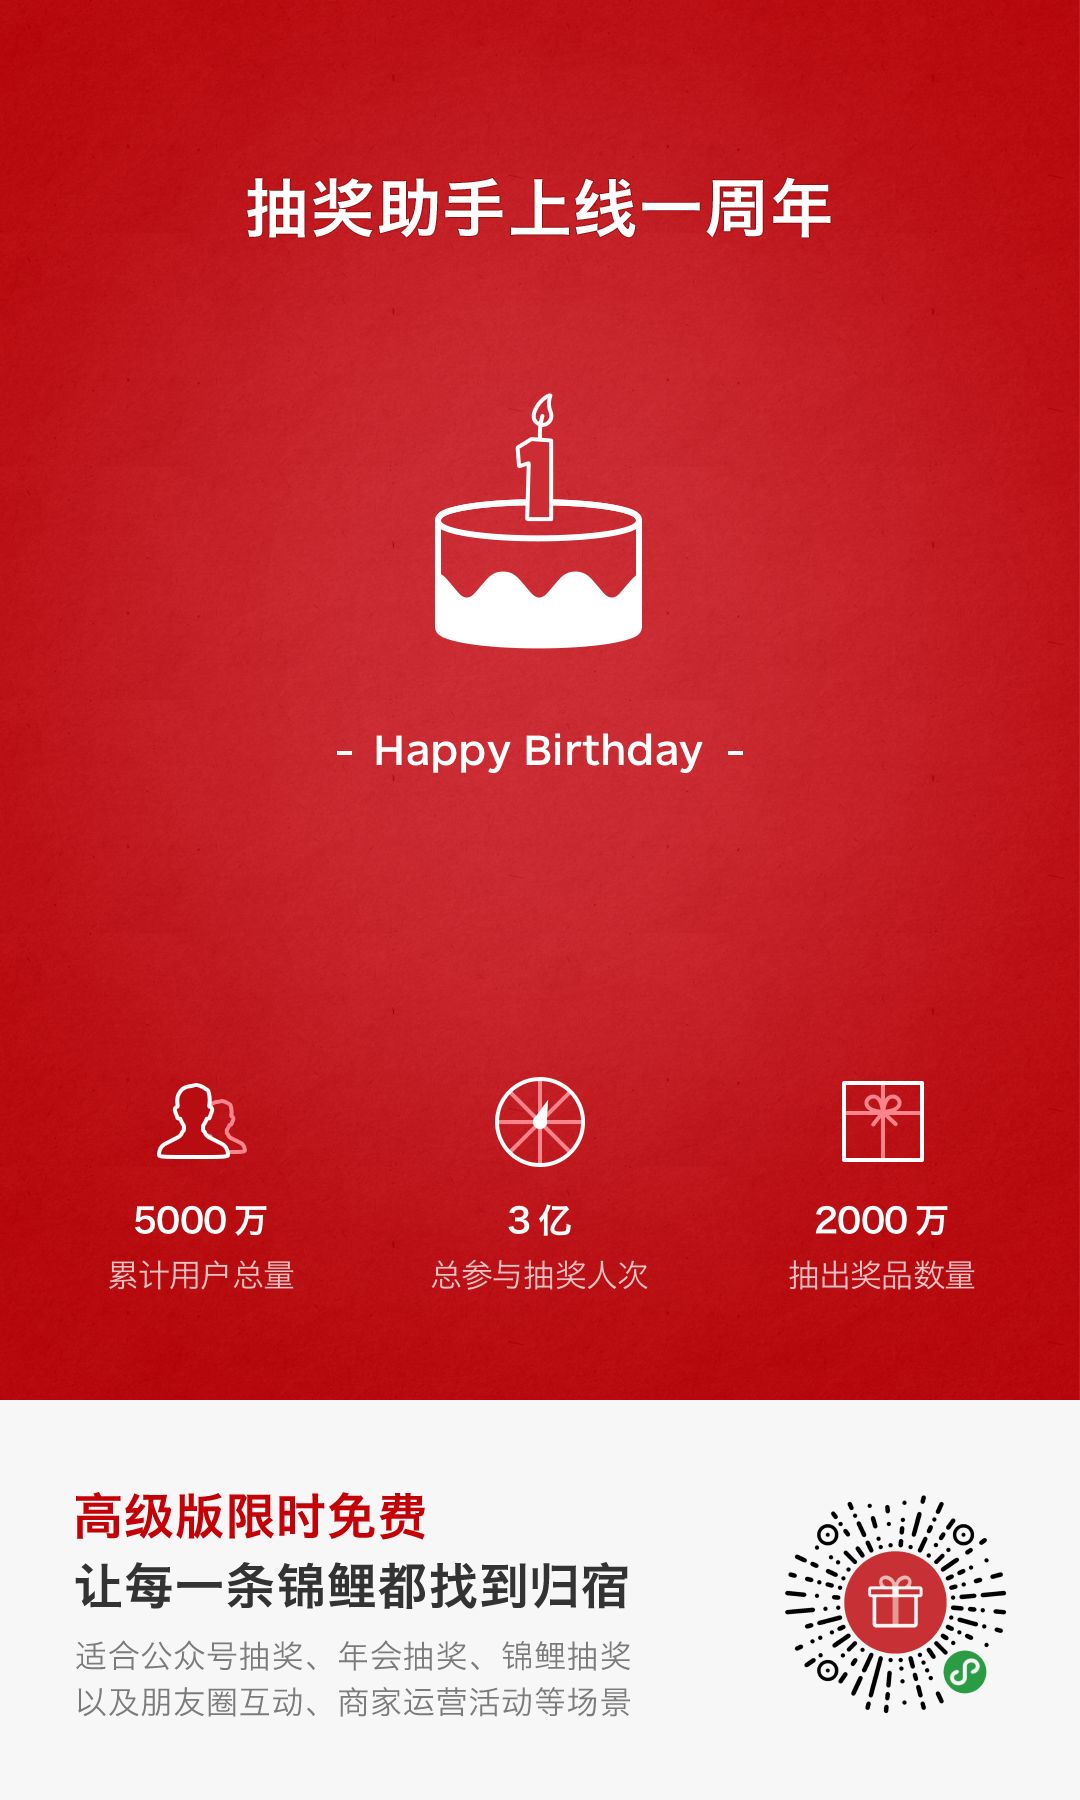 抽奖助手上线一周年
1
- Happy Birthday -
5000 万
累计用户总量
3 亿
总参与抽奖人次
2000 万
抽出奖品数量
高级版限时免费
让每一条锦鲤都找到归宿
适合公众号抽奖、年会抽奖、锦鲤抽奖
以及朋友圈互动、商家运营活动等场景